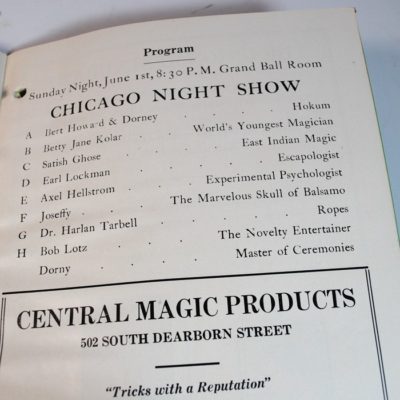 Program
Sunday Night, June 1st, 8:30 P.M. Grand Ball Room
CHICAGO NIGHT SHOW
A Bert Howard & Dorney . . . Hokum
B Betty Jane Kolar . . World's Youngest Magician
C Satish Ghose . . . East Indian Magic
D Earl Lockman . . . Escapologist
E Axel Hellstrom . . Experimental Psychologist
F Joseffy . . The Marvelous Skull of Balsamo
G Dr. Harlan Tarbell . . . Ropes
H Bob Lotz . . . The Novelty Entertainer
Dorny . . . Master of Ceremonies
CENTRAL MAGIC PRODUCTS
502 SOUTH DEARBORN STREET
"Tricks with a Reputation"